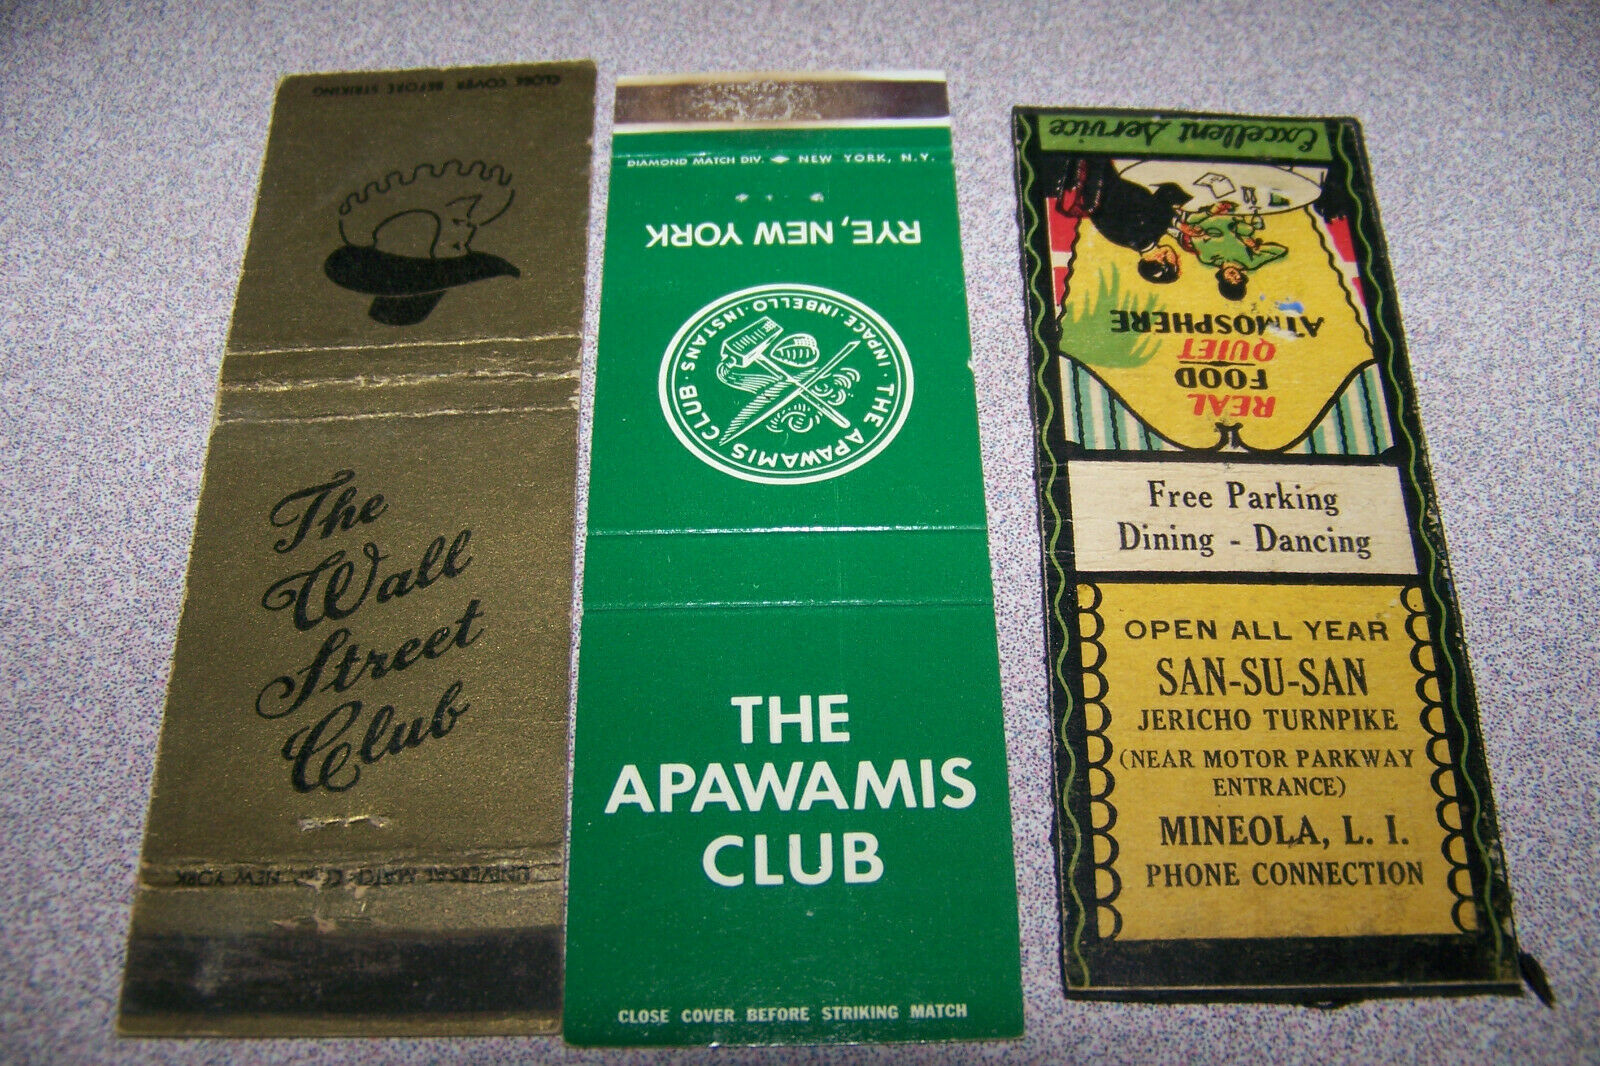 CLOSE COVER BEFORE STRIKING
The
Wall
Street
Club
UNIVERSAL MATCH CORP., NEW YORK
DIAMOND MATCH DIV. NEW YORK, N.Y.
RYE, NEW YORK
THE APAWAMIS CLUB · INSTANS · INBELLO · INPACE ·
THE
APAWAMIS
CLUB
CLOSE COVER BEFORE STRIKING MATCH
Excellent Service
REAL
FOOD
QUIET
ATMOSPHERE
Free Parking
Dining - Dancing
OPEN ALL YEAR
SAN-SU-SAN
JERICHO TURNPIKE
(NEAR MOTOR PARKWAY
ENTRANCE)
MINEOLA, L. I.
PHONE CONNECTION